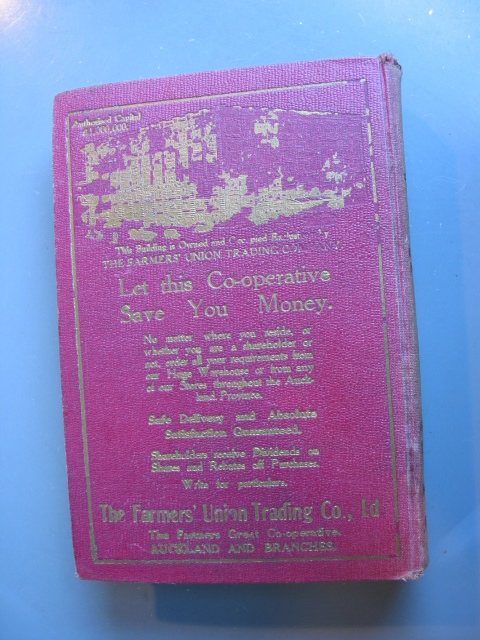 Authorised Capital
£1,000,000.
This Building is Owned and Occupied Exclusively by
THE FARMERS' UNION TRADING COMPANY
Let this Co-operative
Save You Money.
No matter where you reside, or
whether you are a shareholder or
not, order all your requirements from
our Huge Warehouse or from any
of our Stores throughout the Auck-
land Province.
Safe Delivery and Absolute
Satisfaction Guaranteed.
Shareholders receive Dividends on
Shares and Rebates off Purchases.
Write for particulars.
The Farmers' Union Trading Co., Ld
The Farmers Great Co-operative.
AUCKLAND AND BRANCHES.